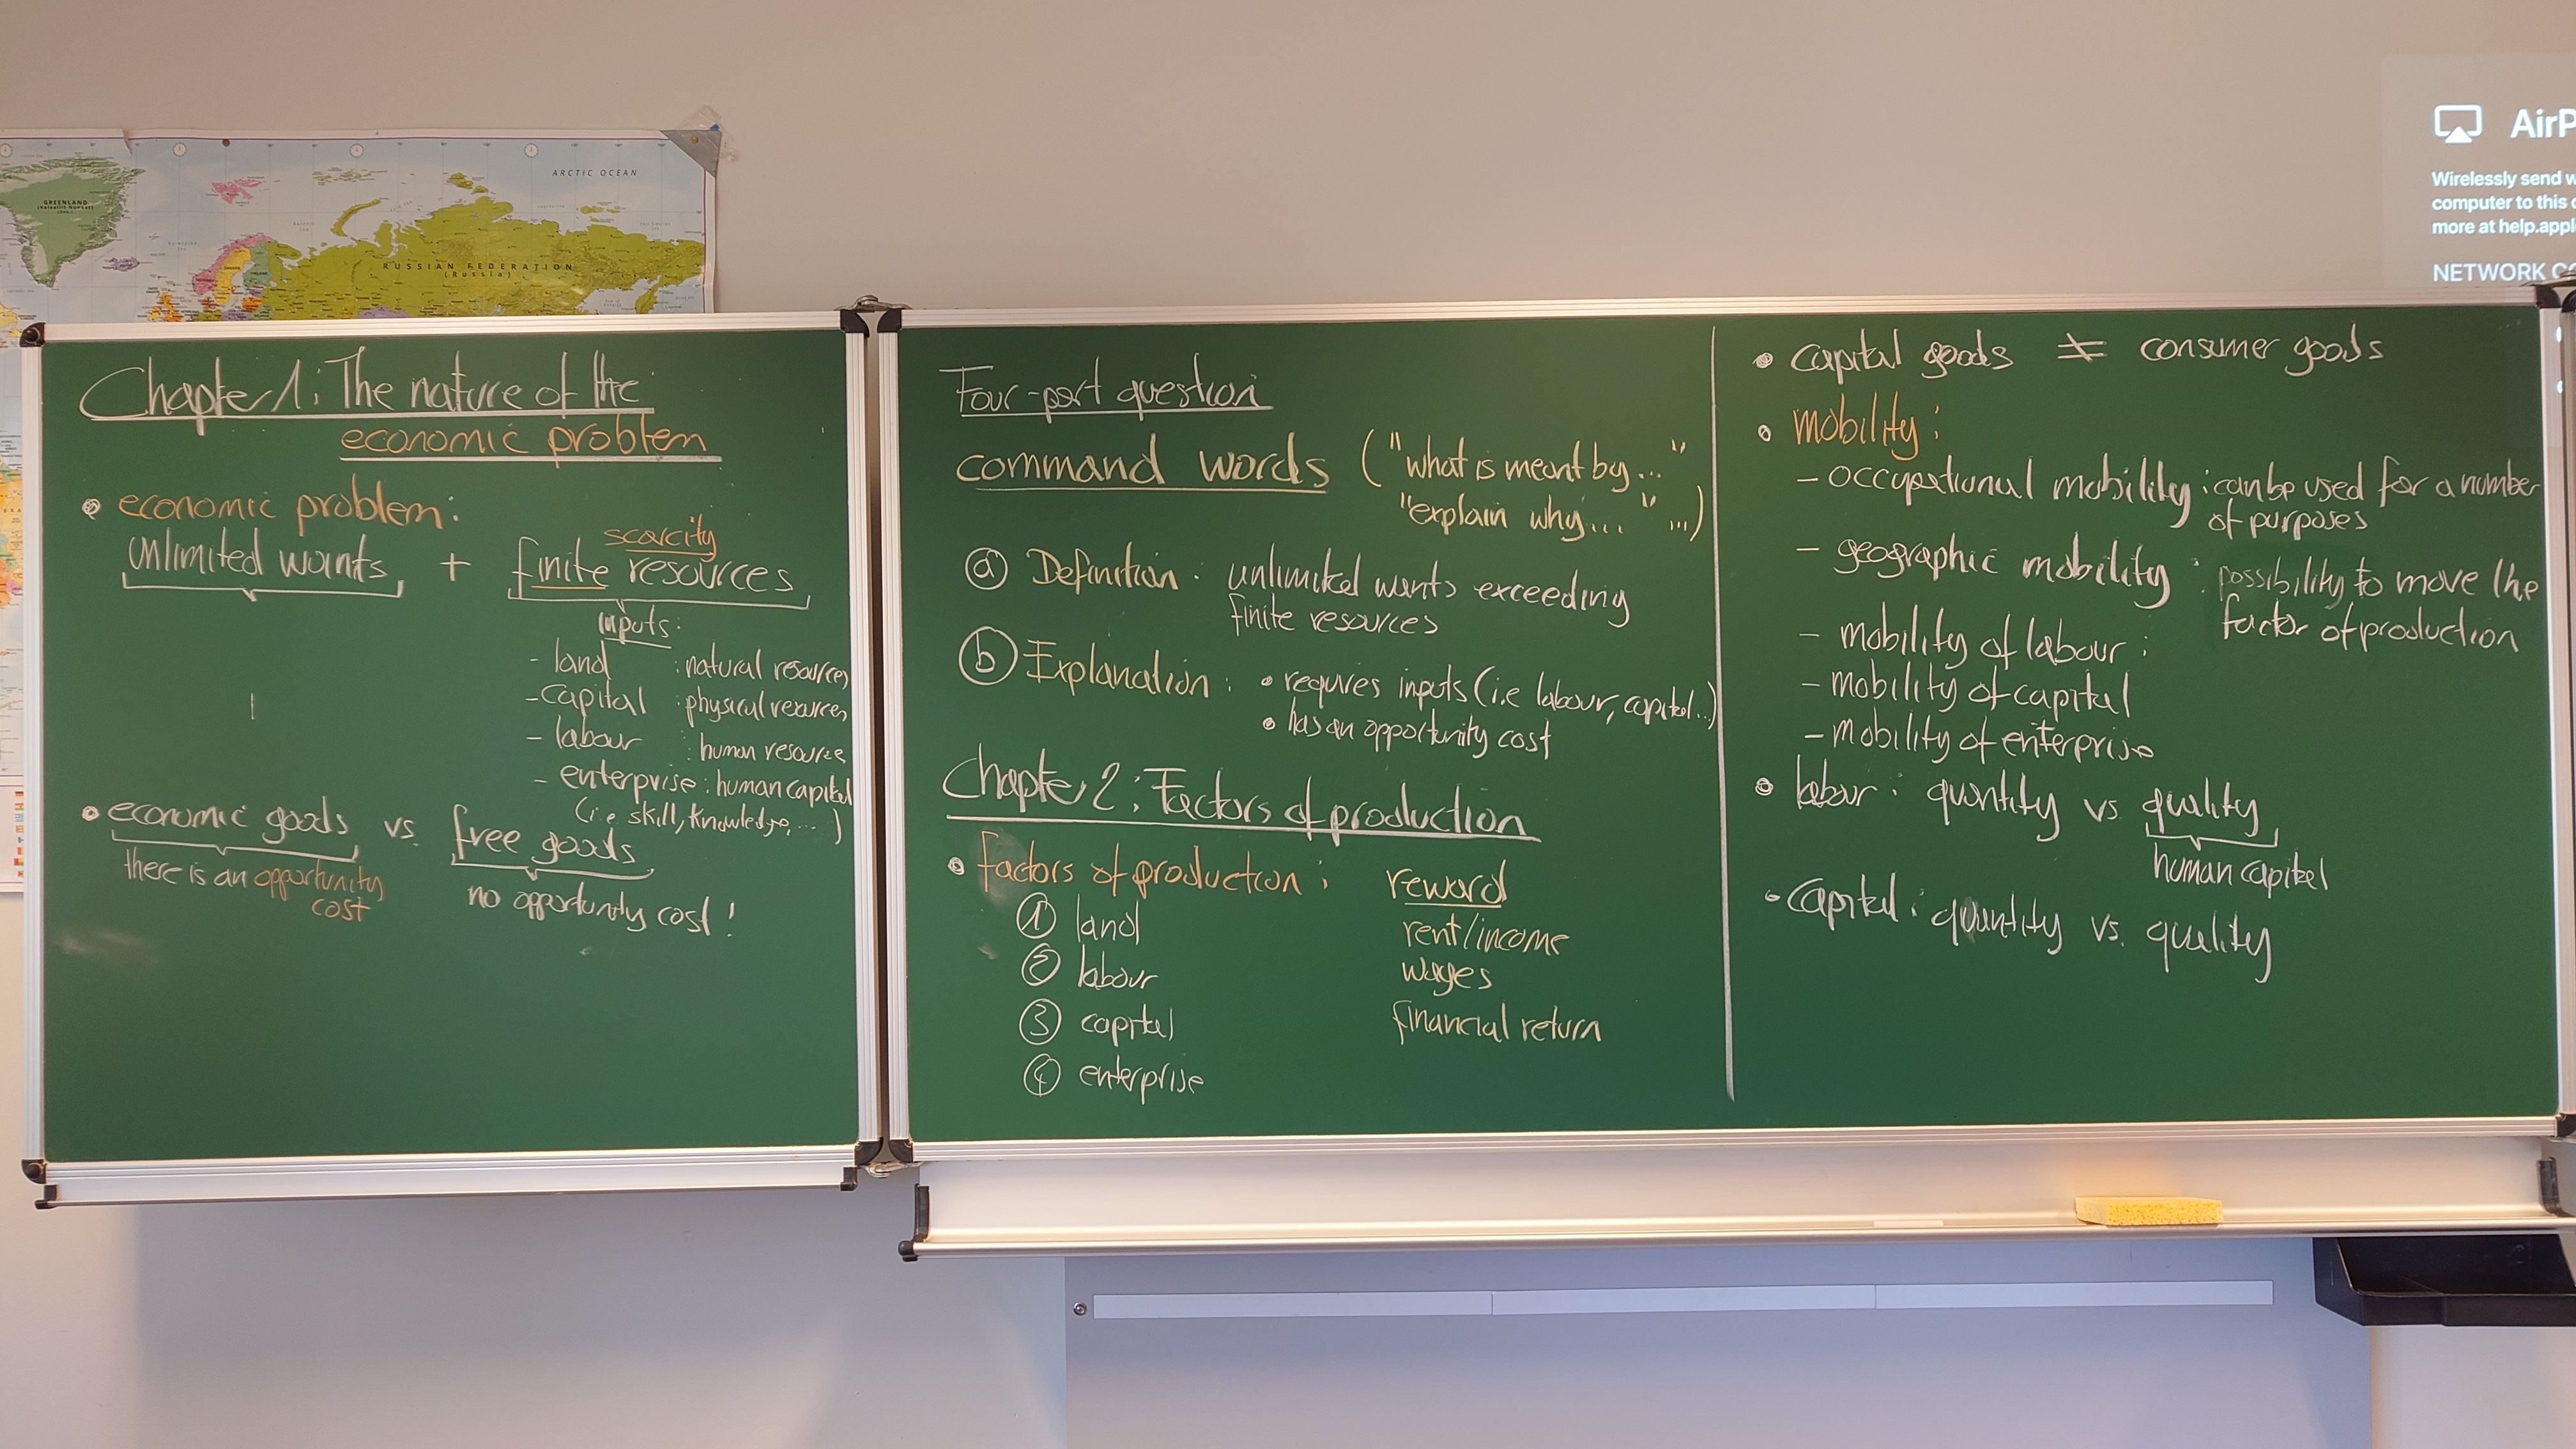 GREENLAND
(Kalaallit Nunaat)
ARCTIC OCEAN
RUSSIAN FEDERATION
(Russia)
Chapter 1: The nature of the
economic problem
• economic problem:
scarcity
unlimited wants + finite resources
inputs:
- land : natural resources
- capital : physical resources
- labour : human resource
- enterprise : human capital
(i.e skill, knowledge, ...)
• economic goods vs. free goods
there is an opportunity
cost
no opportunity cost!
Four-part question
command words ("what is meant by..."
"explain why..." ...)
ⓐ Definition: unlimited wants exceeding
finite resources
ⓑ Explanation: • requires inputs (i.e labour, capital...)
• has an opportunity cost
Chapter 2: Factors of production
• factors of production: reward
① land rent/income
② labour wages
③ capital financial return
④ enterprise
• capital goods ≠ consumer goods
• mobility:
- occupational mobility : can be used for a number
of purposes
- geographic mobility : possibility to move the
factor of production
- mobility of labour :
- mobility of capital
- mobility of enterprise
• labour: quantity vs quality
human capital
• capital: quantity vs. quality
AirP
Wirelessly send w
computer to this
more at help.appl
NETWORK CO